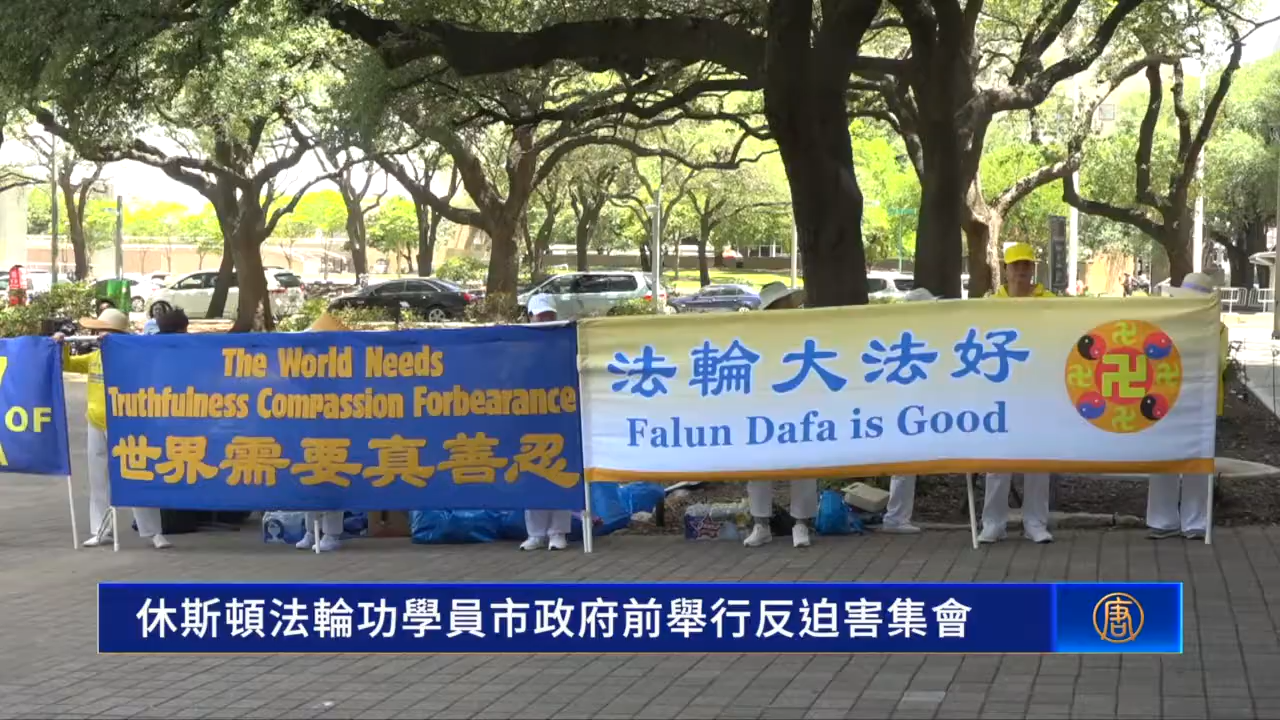 OF
The World Needs
Truthfulness Compassion Forbearance
世界需要真善忍
法輪大法好
Falun Dafa is Good
休斯頓法輪功學員市政府前舉行反迫害集會
唐